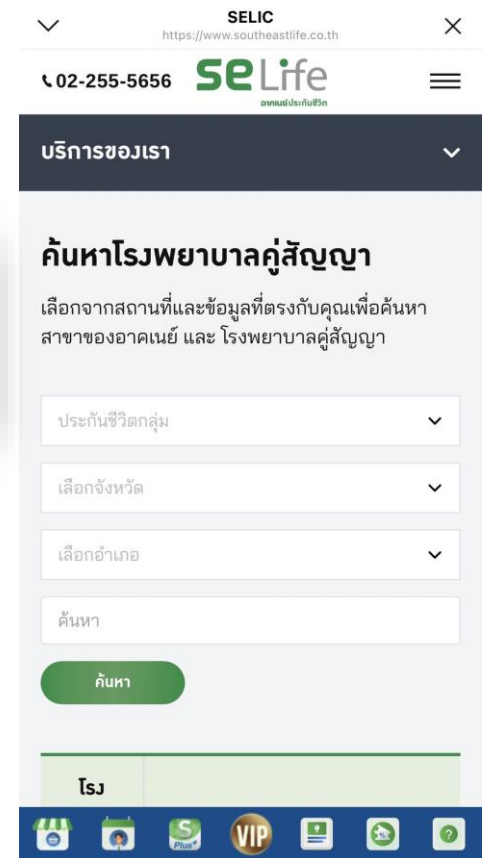 SELIC
https://www.southeastlife.co.th
02-255-5656
SELife
อาคเนย์ประกันชีวิต
บริการของเรา
ค้นหาโรงพยาบาลคู่สัญญา
เลือกจากสถานที่และข้อมูลที่ตรงกับคุณเพื่อค้นหา
สาขาของอาคเนย์ และ โรงพยาบาลคู่สัญญา
ประกันชีวิตกลุ่ม
เลือกจังหวัด
เลือกอำเภอ
ค้นหา
ค้นหา
โรง
S
Plus+
VIP
?